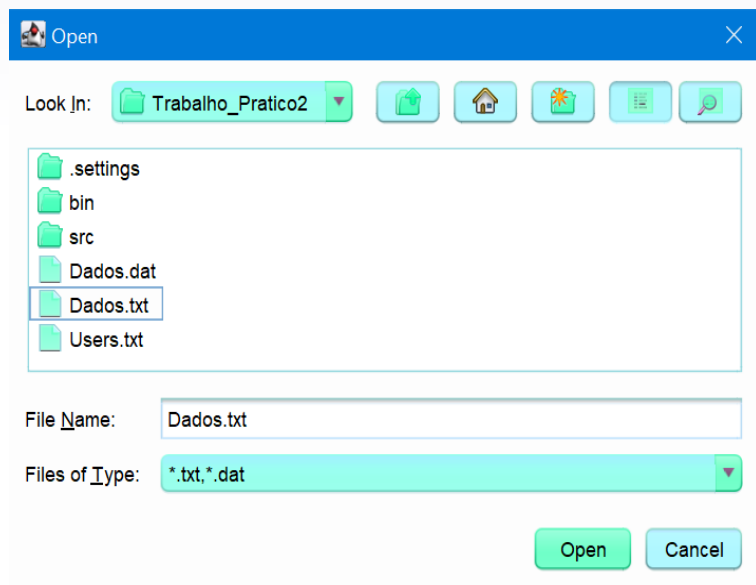 Open
Look In: Trabalho_Pratico2
.settings
bin
src
Dados.dat
Dados.txt
Users.txt
File Name: Dados.txt
Files of Type: *.txt,*.dat
Open Cancel